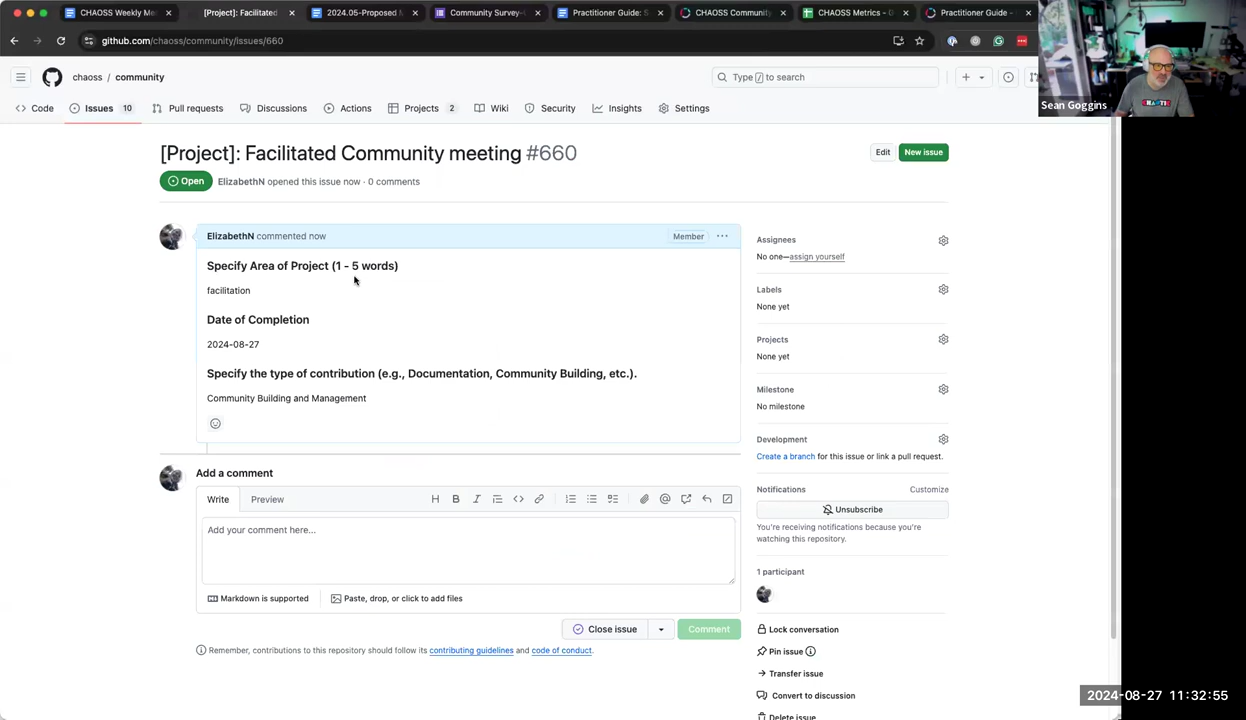 CHAOSS Weekly Me
[Project]: Facilitated
2024.05-Proposed M
Community Survey-
Practitioner Guide: S
CHAOSS Communit
CHAOSS Metrics -
Practitioner Guide -
github.com/chaoss/community/issues/660
chaoss / community
Type / to search
Sean Goggins
Code
Issues 10
Pull requests
Discussions
Actions
Projects 2
Wiki
Security
Insights
Settings
[Project]: Facilitated Community meeting #660
Edit
New issue
Open
ElizabethN opened this issue now · 0 comments
ElizabethN commented now
Member
Specify Area of Project (1 - 5 words)
facilitation
Date of Completion
2024-08-27
Specify the type of contribution (e.g., Documentation, Community Building, etc.).
Community Building and Management
Add a comment
Write
Preview
Add your comment here...
Markdown is supported
Paste, drop, or click to add files
Close issue
Comment
Remember, contributions to this repository should follow its contributing guidelines and code of conduct.
Assignees
No one—assign yourself
Labels
None yet
Projects
None yet
Milestone
No milestone
Development
Create a branch for this issue or link a pull request.
Notifications
Customize
Unsubscribe
You're receiving notifications because you're
watching this repository.
1 participant
Lock conversation
Pin issue
Transfer issue
Convert to discussion
Delete issue
2024-08-27 11:32:55